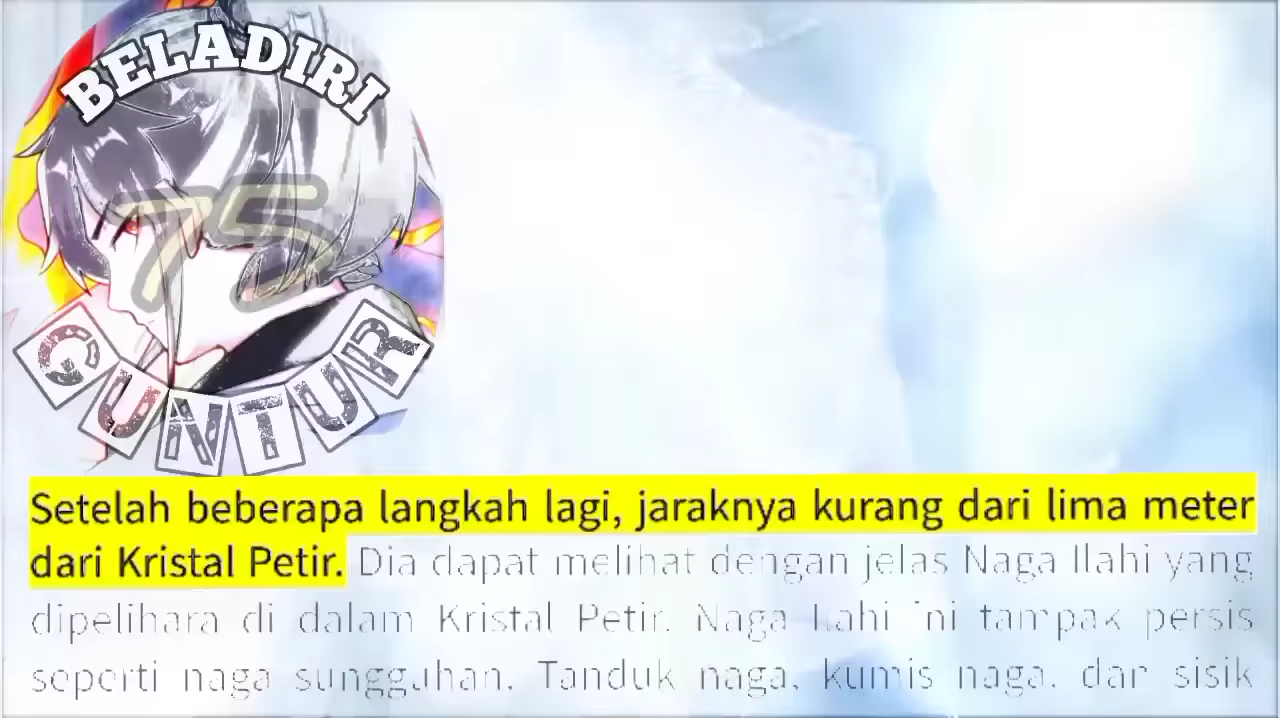 BELADIRI
75
GUNTUR
Setelah beberapa langkah lagi, jaraknya kurang dari lima meter
dari Kristal Petir. Dia dapat melihat dengan jelas Naga Ilahi yang
dipelihara di dalam Kristal Petir. Naga Ilahi ini tampak persis
seperti naga sungguhan. Tanduk naga, kumis naga, dan sisik